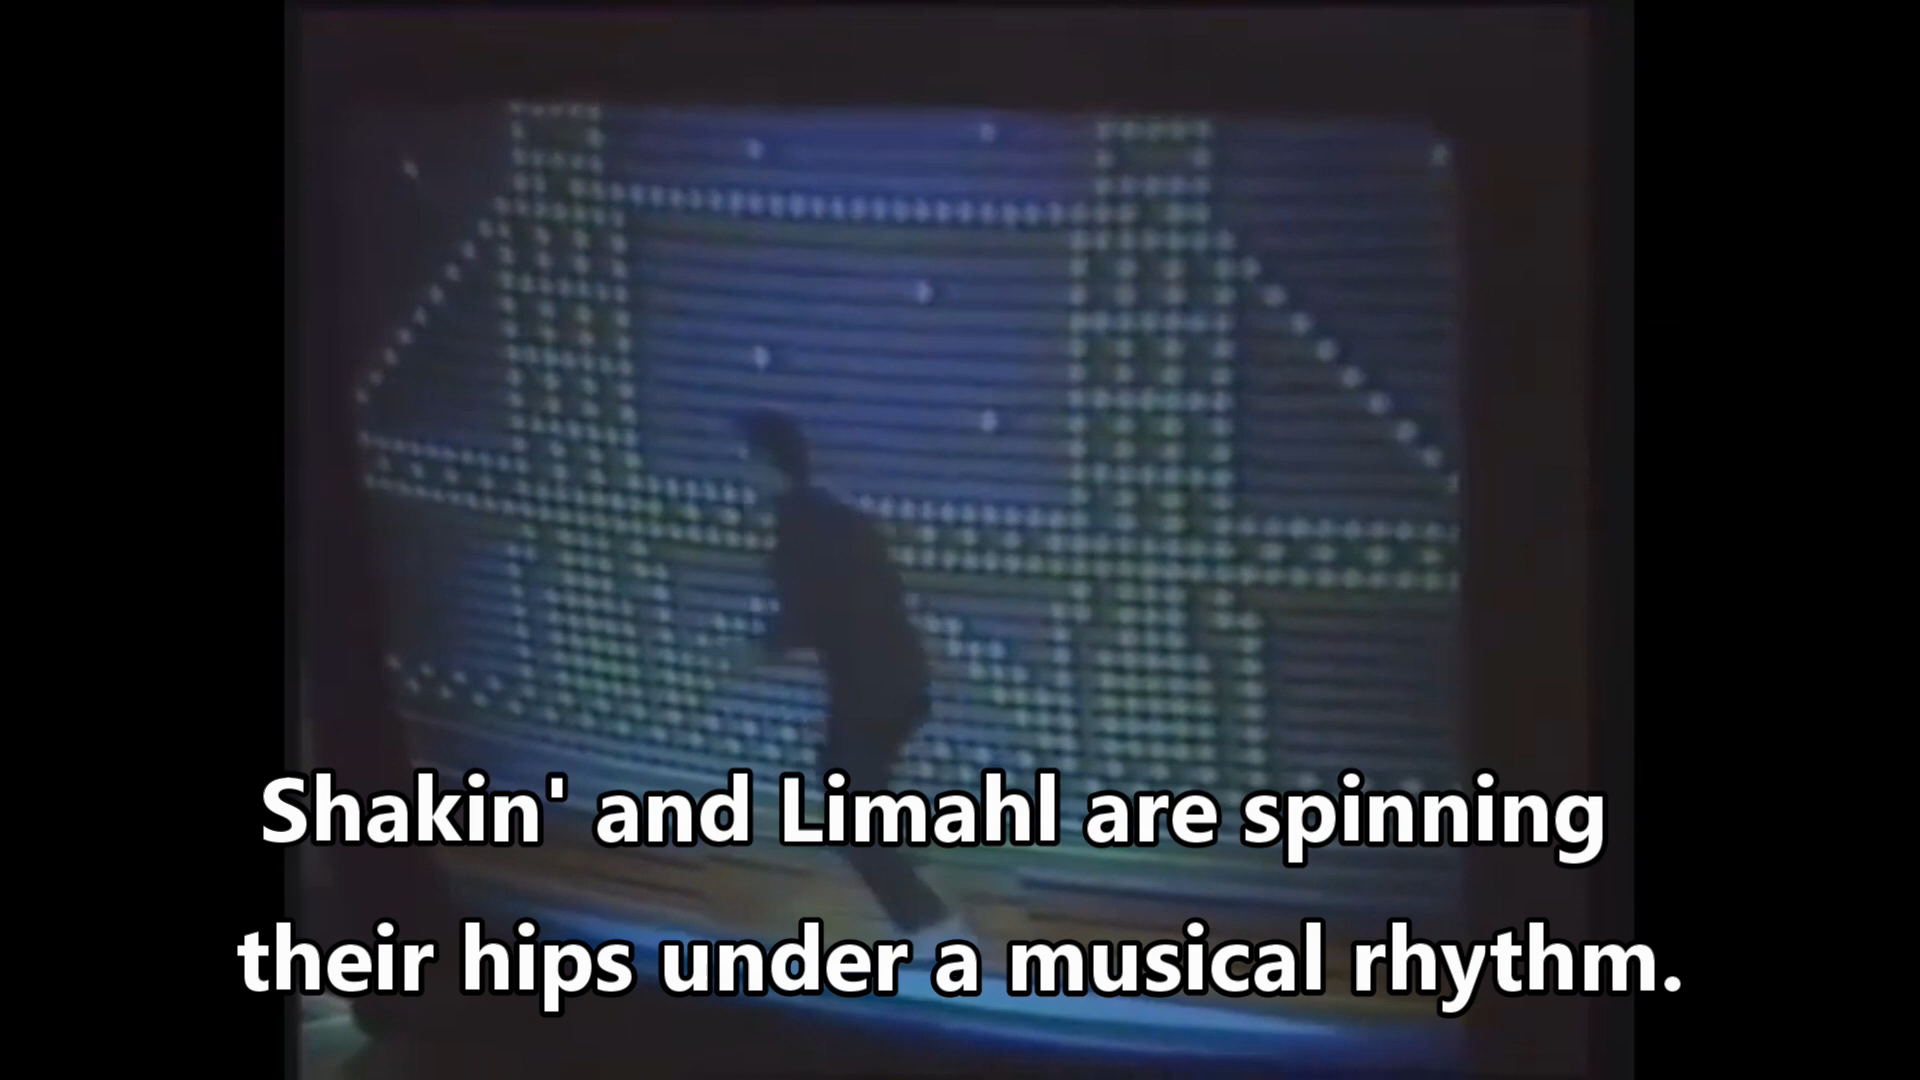 Shakin' and Limahl are spinning
their hips under a musical rhythm.